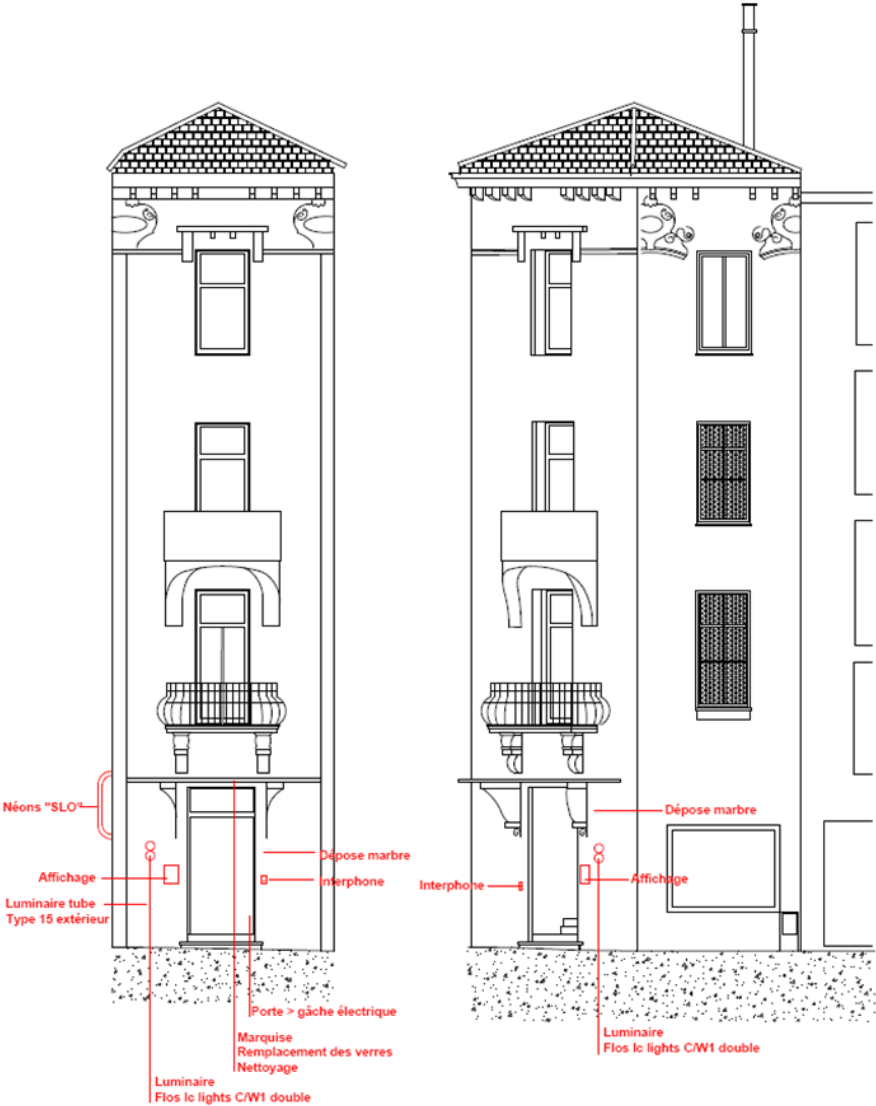 Néons "SLO"
Dépose marbre
Affichage
Interphone
Luminaire tube
Type 15 extérieur
Porte > gâche électrique
Marquise
Remplacement des verres
Nettoyage
Luminaire
Flos Ic lights C/W1 double
Dépose marbre
Interphone
Affichage
Luminaire
Flos Ic lights C/W1 double